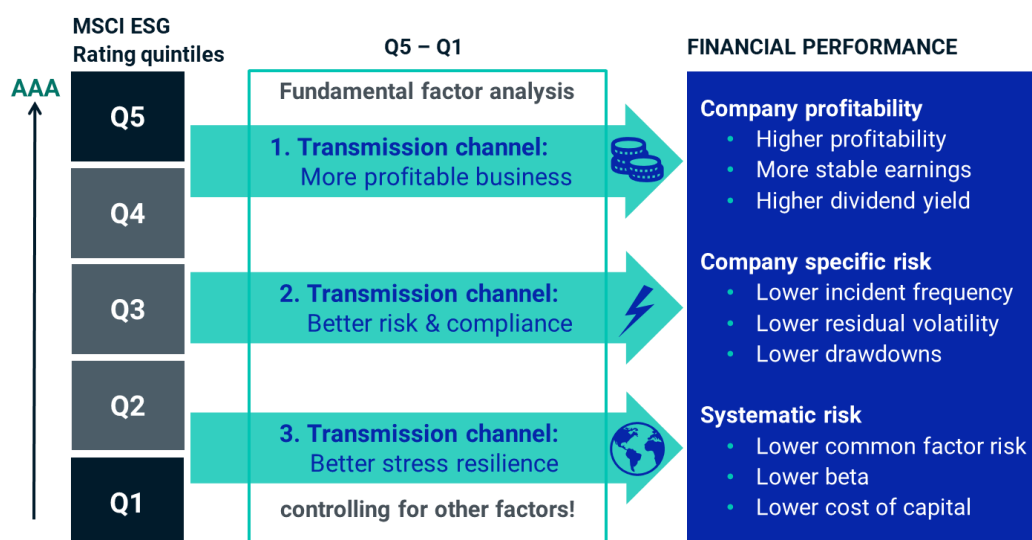 MSCI ESG
Rating quintiles
AAA
Q5
Q4
Q3
Q2
Q1
Q5 – Q1
Fundamental factor analysis
1. Transmission channel:
More profitable business
2. Transmission channel:
Better risk & compliance
3. Transmission channel:
Better stress resilience
controlling for other factors!
FINANCIAL PERFORMANCE
Company profitability
• Higher profitability
• More stable earnings
• Higher dividend yield
Company specific risk
• Lower incident frequency
• Lower residual volatility
• Lower drawdowns
Systematic risk
• Lower common factor risk
• Lower beta
• Lower cost of capital